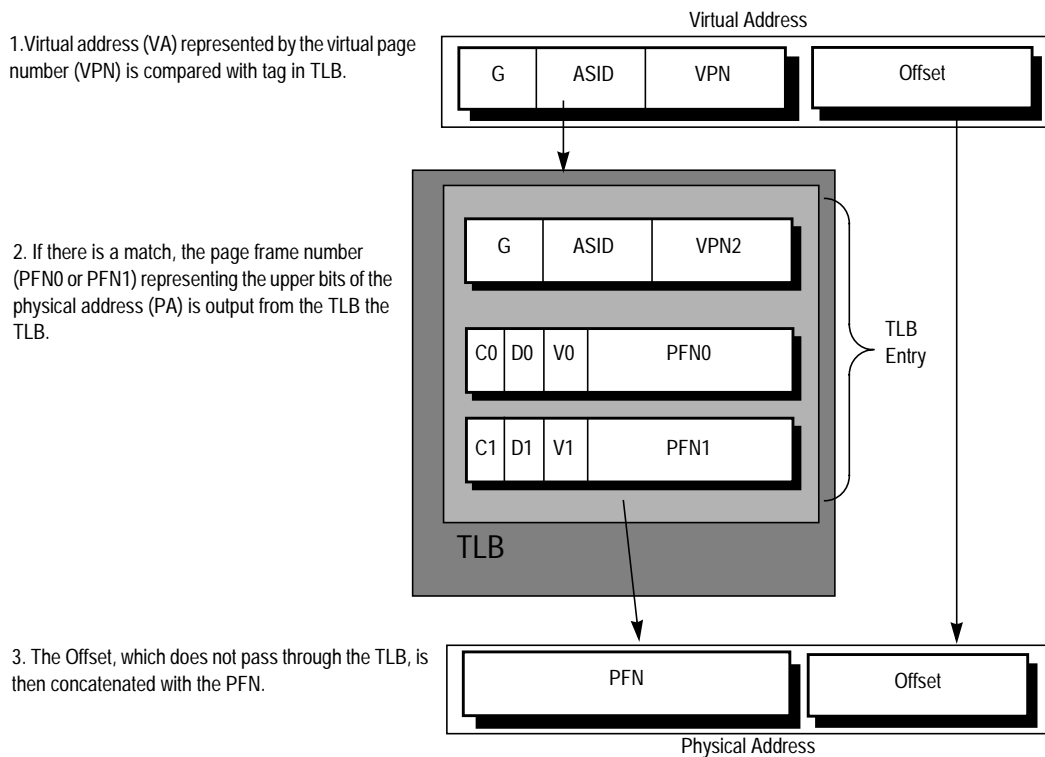 Virtual Address
1.Virtual address (VA) represented by the virtual page
number (VPN) is compared with tag in TLB.
G ASID VPN Offset
2. If there is a match, the page frame number
(PFN0 or PFN1) representing the upper bits of the
physical address (PA) is output from the TLB the
TLB.
G ASID VPN2
C0 D0 V0 PFN0
C1 D1 V1 PFN1
TLB
Entry
TLB
3. The Offset, which does not pass through the TLB, is
then concatenated with the PFN.
PFN Offset
Physical Address